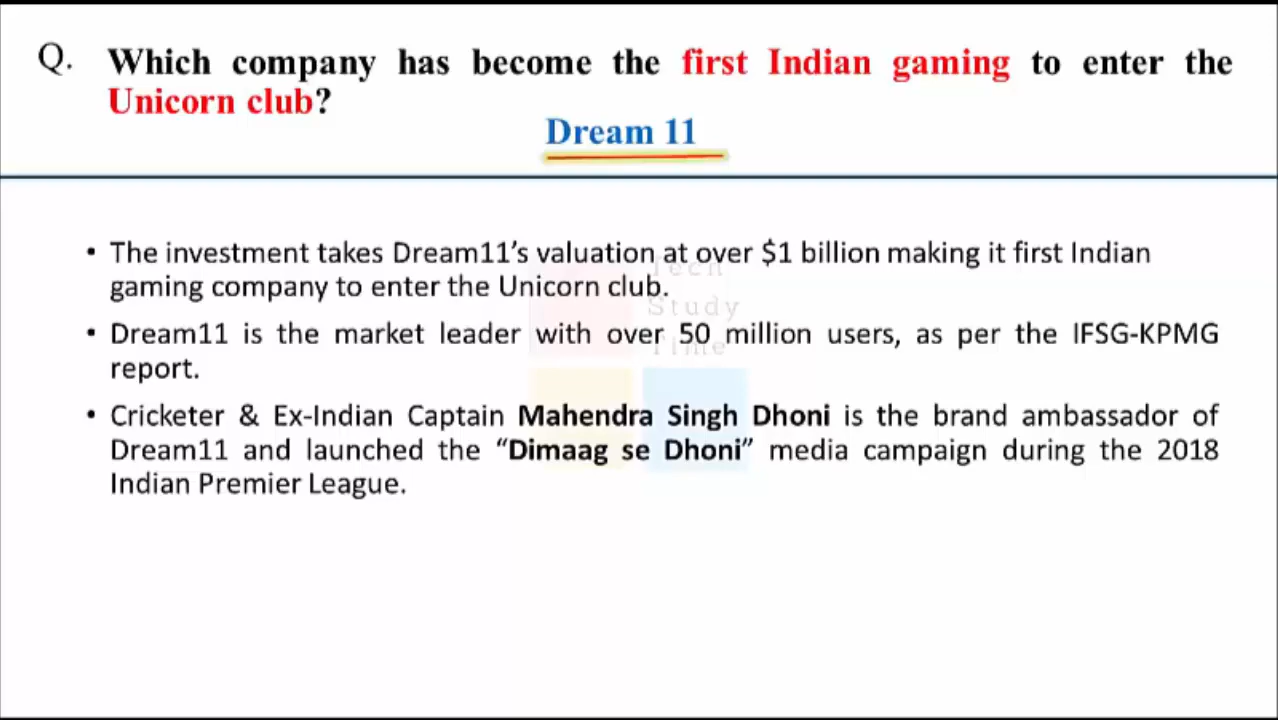 Q. Which company has become the first Indian gaming to enter the
Unicorn club?
Dream 11
• The investment takes Dream11’s valuation at over $1 billion making it first Indian
gaming company to enter the Unicorn club.
• Dream11 is the market leader with over 50 million users, as per the IFSG-KPMG
report.
• Cricketer & Ex-Indian Captain Mahendra Singh Dhoni is the brand ambassador of
Dream11 and launched the “Dimaag se Dhoni” media campaign during the 2018
Indian Premier League.
Tech
Study
Time